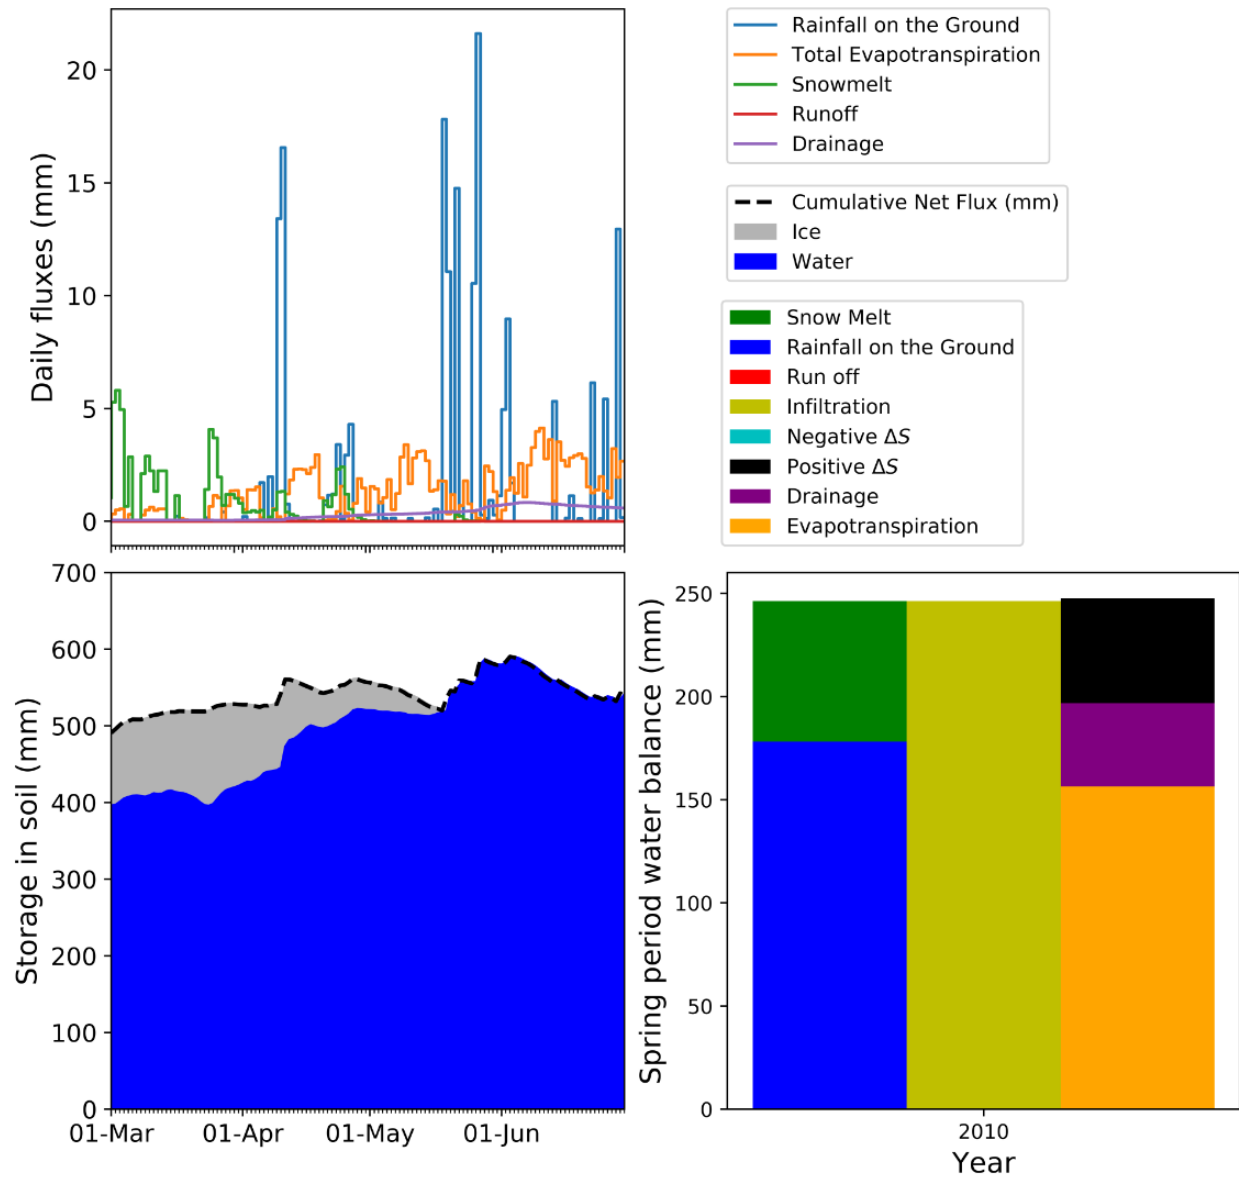 Daily fluxes (mm)
20
15
10
5
0
Rainfall on the Ground
Total Evapotranspiration
Snowmelt
Runoff
Drainage
Cumulative Net Flux (mm)
Ice
Water
Snow Melt
Rainfall on the Ground
Run off
Infiltration
Negative ΔS
Positive ΔS
Drainage
Evapotranspiration
Storage in soil (mm)
700
600
500
400
300
200
100
0
01-Mar
01-Apr
01-May
01-Jun
Spring period water balance (mm)
250
200
150
100
50
0
2010
Year